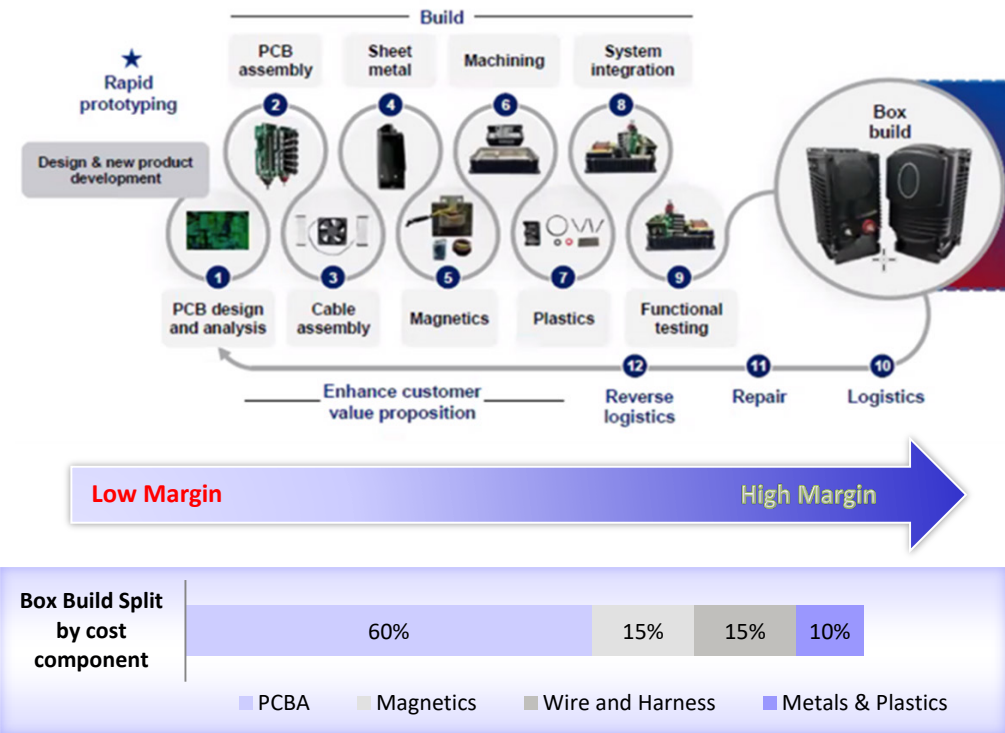 Build
Rapid
prototyping
PCB
assembly
Sheet
metal
Machining
System
integration
2
4
6
8
Box
build
Design & new product
development
1
3
5
7
9
PCB design
and analysis
Cable
assembly
Magnetics
Plastics
Functional
testing
12
11
10
Enhance customer
value proposition
Reverse
logistics
Repair
Logistics
Low Margin
High Margin
Box Build Split
by cost
component
60%
15%
15%
10%
PCBA
Magnetics
Wire and Harness
Metals & Plastics